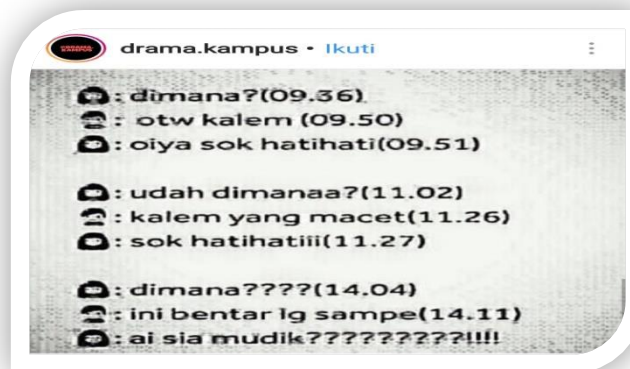 drama.kampus • Ikuti
: dimana?(09.36)
: otw kalem (09.50)
: oiya sok hatihati(09.51)
: udah dimanaa?(11.02)
: kalem yang macet(11.26)
: sok hatihatiii(11.27)
: dimana????(14.04)
: ini bentar lg sampe(14.11)
: ai sia mudik?????????!!!!